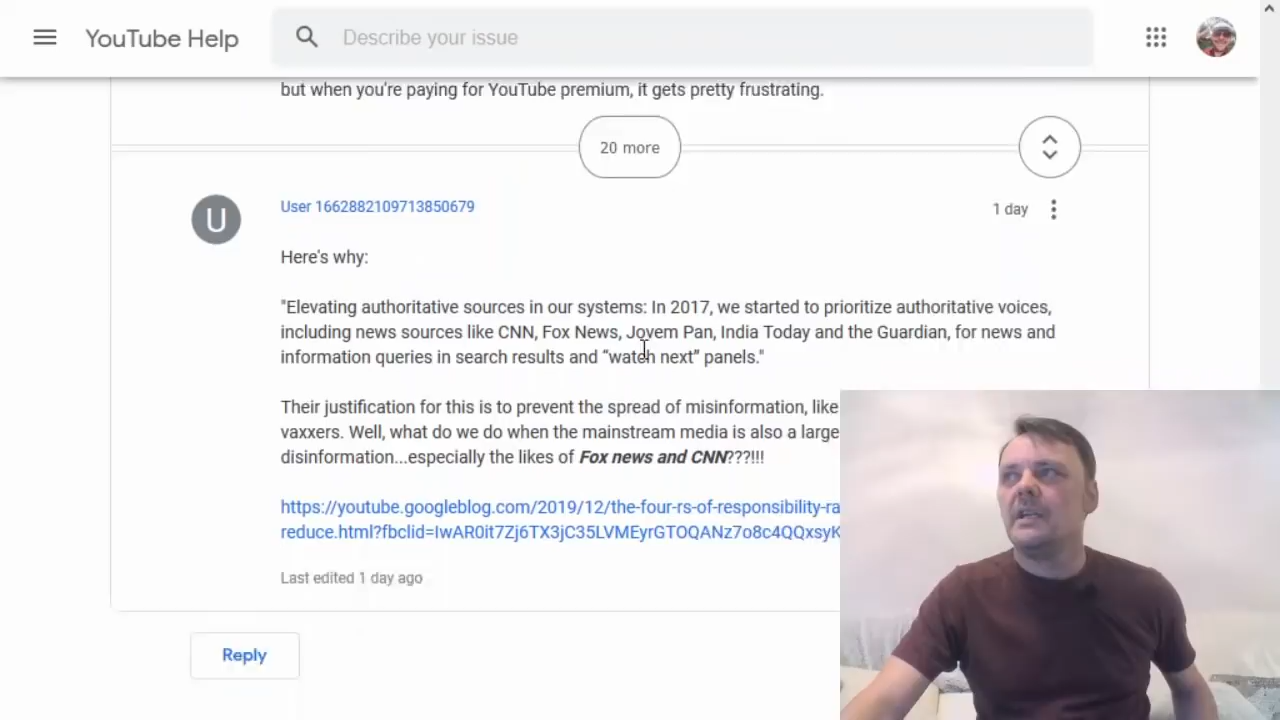 YouTube Help
Describe your issue
but when you're paying for YouTube premium, it gets pretty frustrating.
20 more
U
User 1662882109713850679
1 day
Here's why:
"Elevating authoritative sources in our systems: In 2017, we started to prioritize authoritative voices,
including news sources like CNN, Fox News, Jovem Pan, India Today and the Guardian, for news and
information queries in search results and “watch next” panels."
Their justification for this is to prevent the spread of misinformation, like
vaxxers. Well, what do we do when the mainstream media is also a large
disinformation...especially the likes of Fox news and CNN???!!!
https://youtube.googleblog.com/2019/12/the-four-rs-of-responsibility-ra
reduce.html?fbclid=IwAR0it7Zj6TX3jC35LVMEyrGTOQANz7o8c4QQxsyK
Last edited 1 day ago
Reply